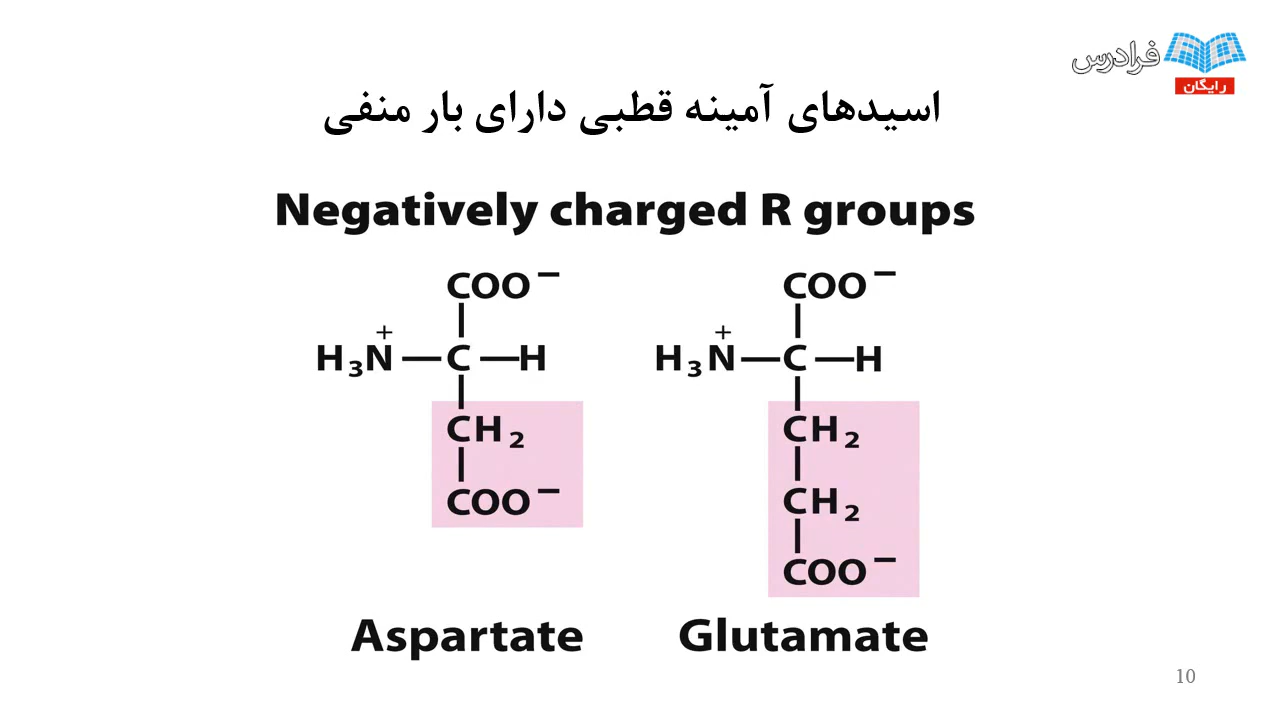 فرادرس
رایگان
اسیدهای آمینه قطبی دارای بار منفی
Negatively charged R groups
COO⁻ COO⁻
H₃N⁺—C—H H₃N⁺—C—H
CH₂ CH₂
COO⁻ CH₂
COO⁻
Aspartate Glutamate
10